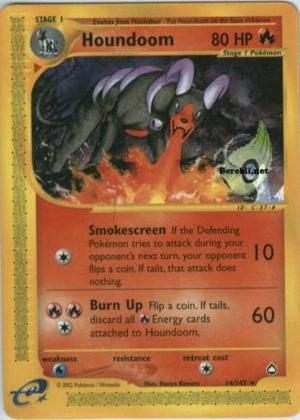 STAGE 1
Evolves from Houndour
Put Houndoom on the Basic Pokémon
Houndoom 80 HP
Stage 1 Pokémon
Serebii.net
Smokescreen If the Defending
Pokémon tries to attack during your
opponent's next turn, your opponent
flips a coin. If tails, that attack does
nothing.
10
Burn Up Flip a coin. If tails,
discard all Energy cards
attached to Houndoom.
60
weakness resistance retreat cost
Illus. Naoyo Kimura
© 2002 Pokémon / Nintendo
14/147 ★
e